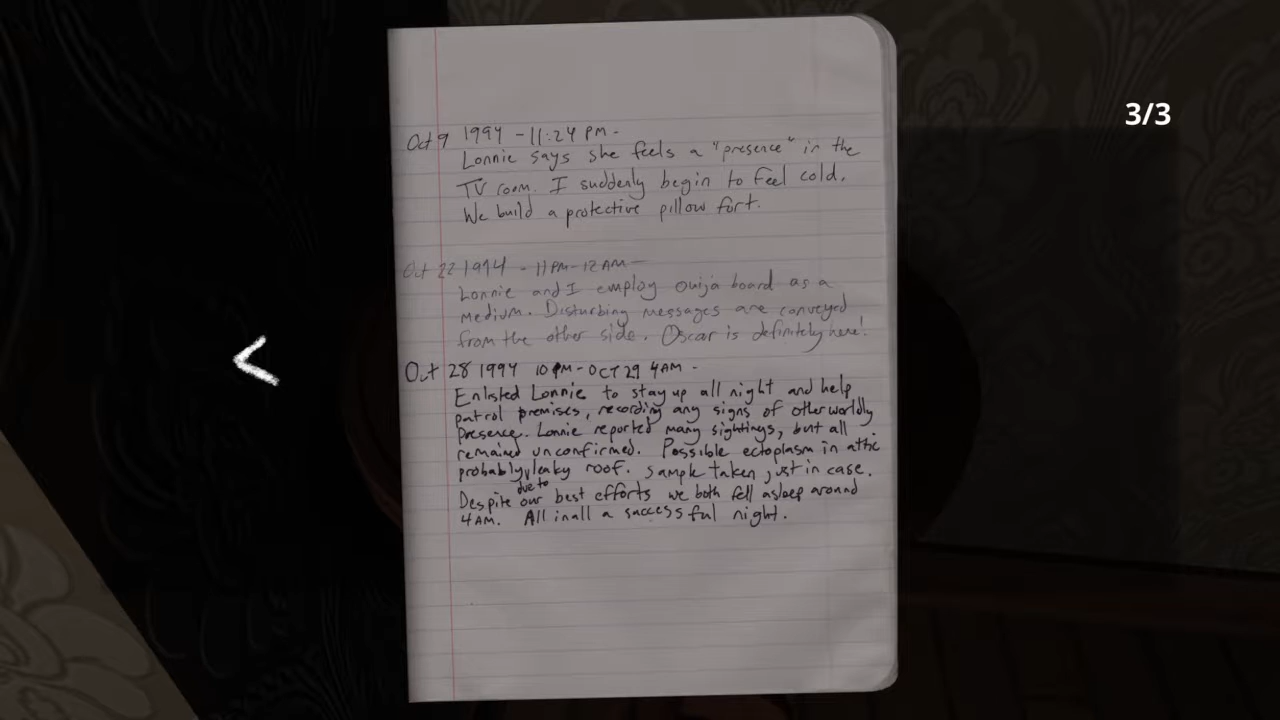 3/3
Oct 9 1994 - 11:24 PM -
Lonnie says she feels a "presence" in the
TV room. I suddenly begin to feel cold.
We build a protective pillow fort.
Oct 22 1994 - 11PM - 12AM -
Lonnie and I employ ouija board as a
medium. Disturbing messages are conveyed
from the other side. Oscar is definitely here!
Oct 28 1994 10PM - OCT 29 4AM -
Enlisted Lonnie to stay up all night and help
patrol premises, recording any signs of otherworldly
presence. Lonnie reported many sightings, but all
remained unconfirmed. Possible ectoplasm in attic
probably leaky roof. Sample taken just in case.
due to
Despite our best efforts we both fell asleep around
4AM. All in all a successful night.